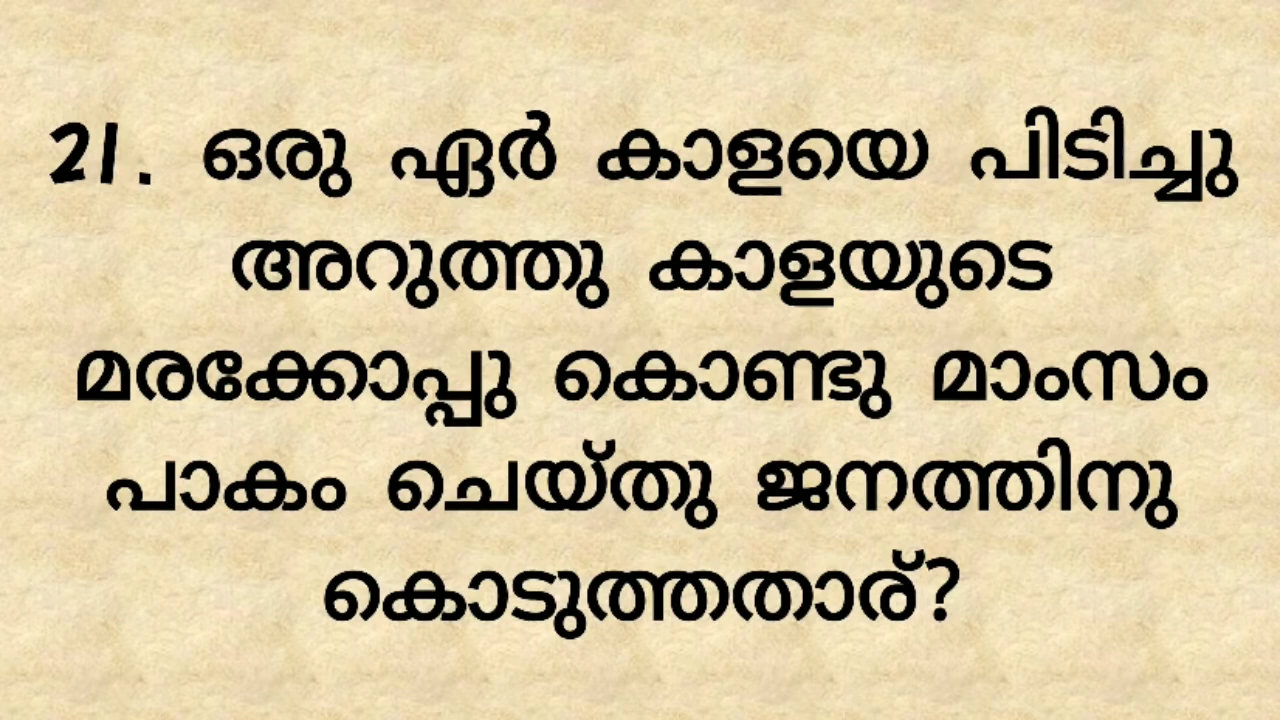 21. ഒരു ഏർ കാളയെ പിടിച്ചു
അറുത്തു കാളയുടെ
മരക്കോപ്പു കൊണ്ടു മാംസം
പാകം ചെയ്തു ജനത്തിനു
കൊടുത്തതാര്?